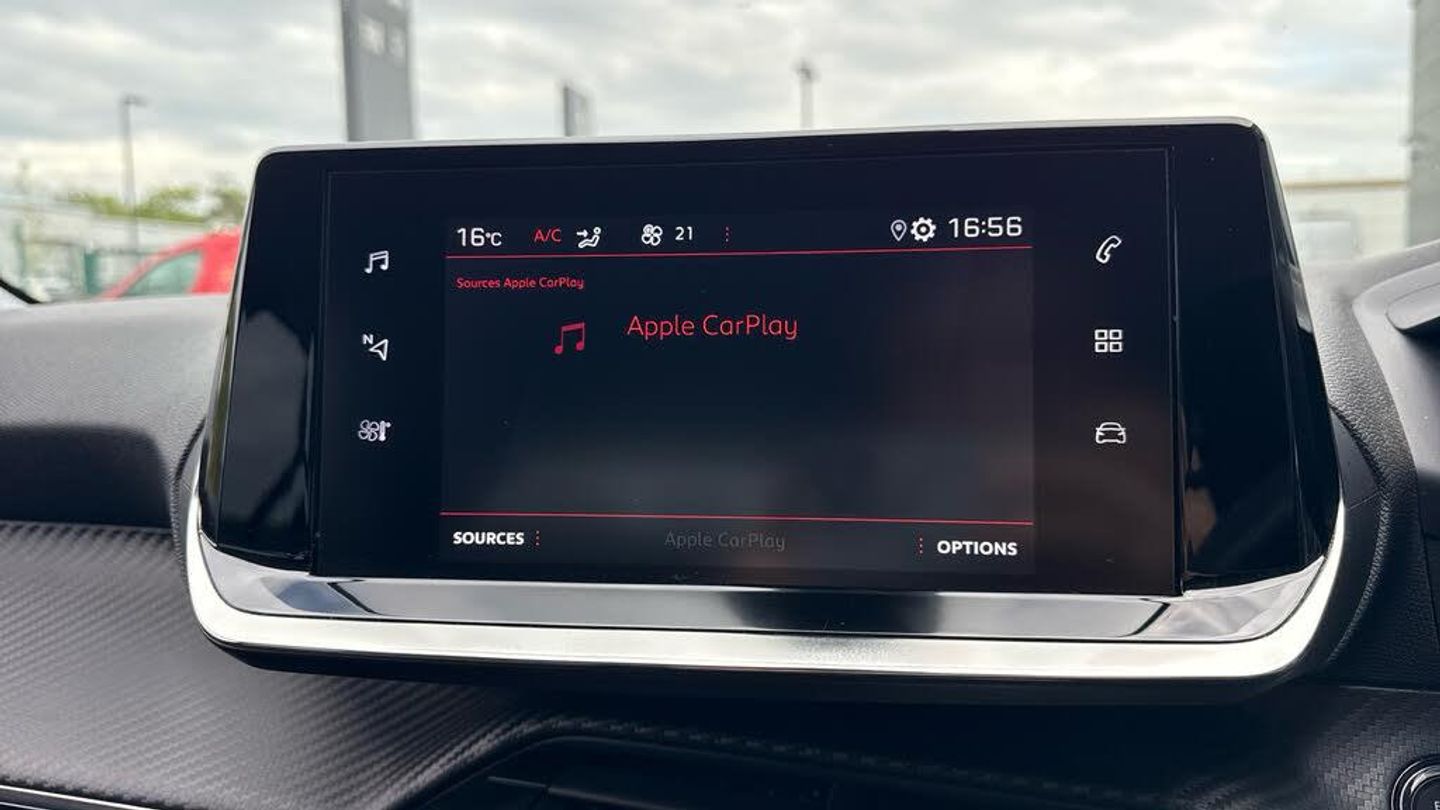 16°C A/C 21 16:56
Sources Apple CarPlay
Apple CarPlay
N
SOURCES Apple CarPlay OPTIONS